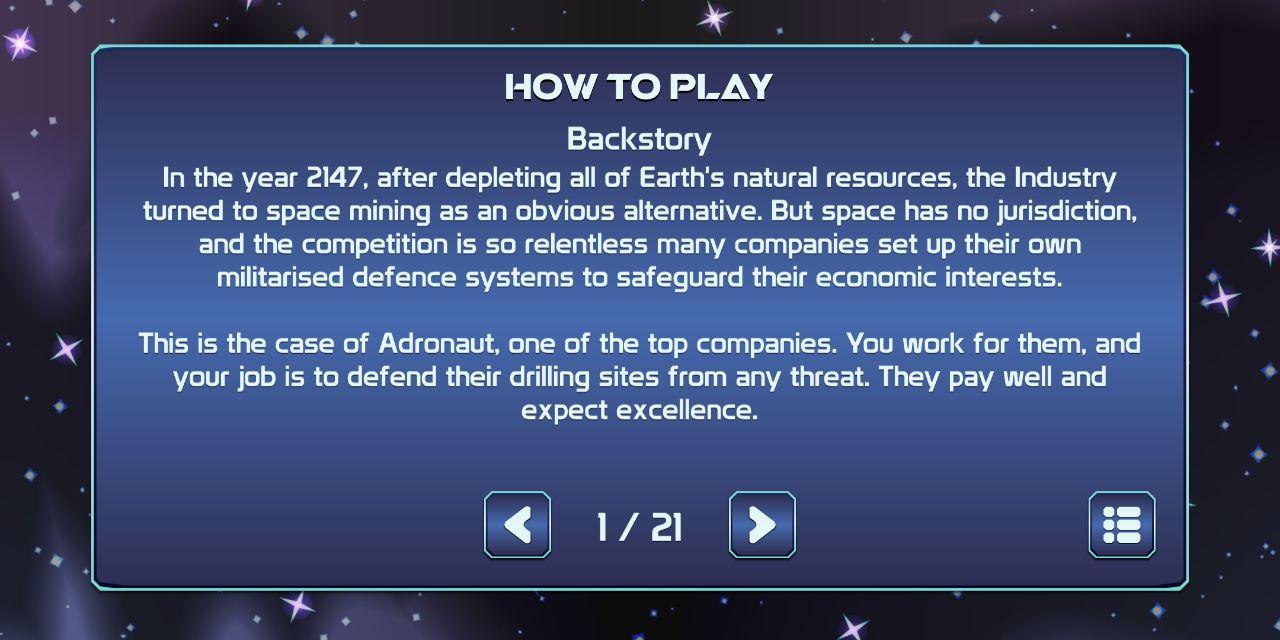 HOW TO PLAY
Backstory
In the year 2147, after depleting all of Earth's natural resources, the Industry
turned to space mining as an obvious alternative. But space has no jurisdiction,
and the competition is so relentless many companies set up their own
militarised defence systems to safeguard their economic interests.
This is the case of Adronaut, one of the top companies. You work for them, and
your job is to defend their drilling sites from any threat. They pay well and
expect excellence.
1 / 21